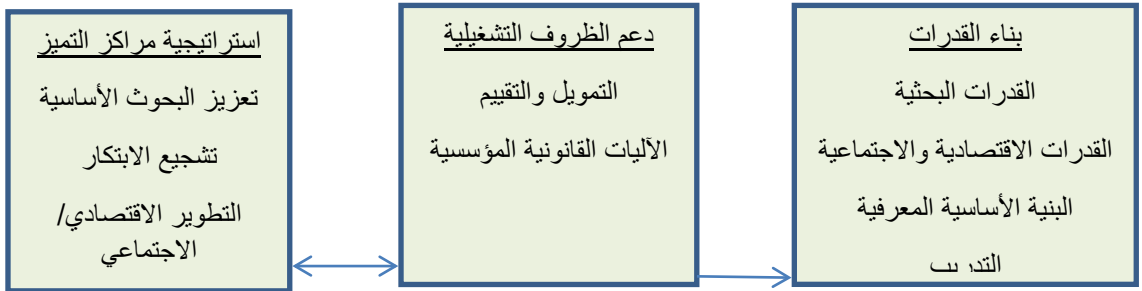 بناء القدرات
القدرات البحثية
القدرات الاقتصادية والاجتماعية
البنية الأساسية المعرفية
التدريب
دعم الظروف التشغيلية
التمويل والتقييم
الآليات القانونية المؤسسية
استراتيجية مراكز التميز
تعزيز البحوث الأساسية
تشجيع الابتكار
التطوير الاقتصادي/
الاجتماعي